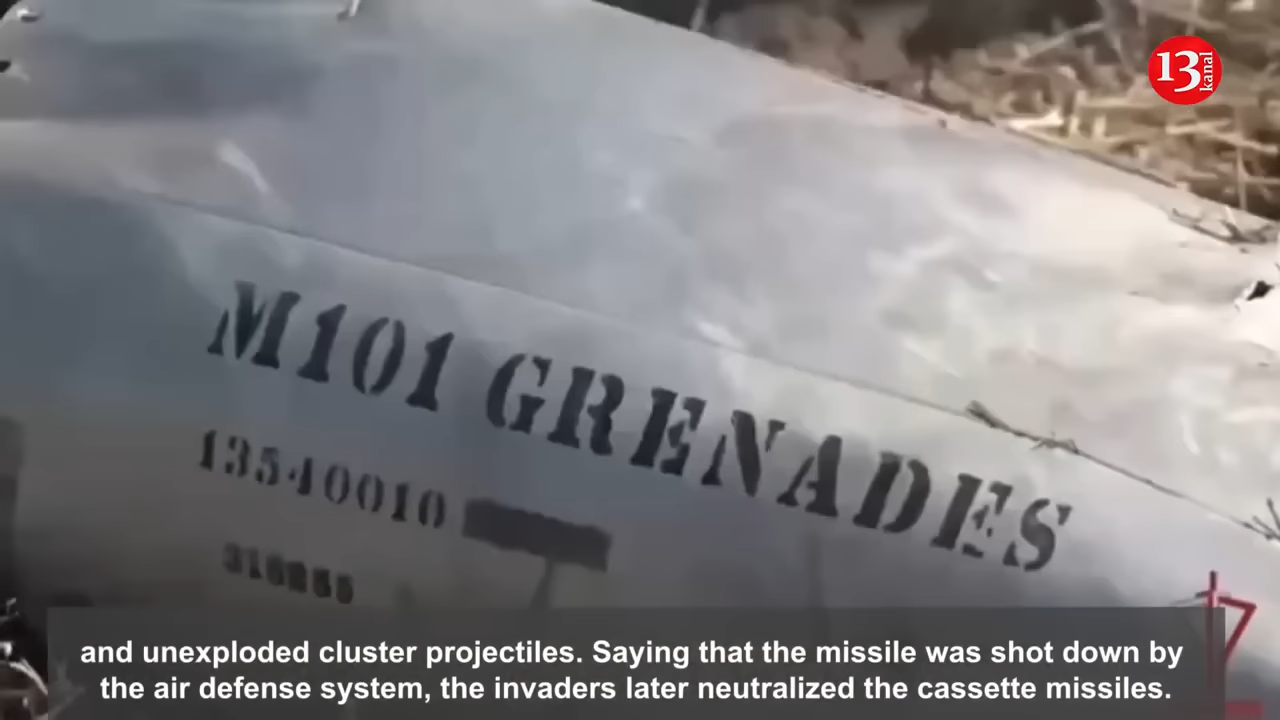 13
kanal
M101 GRENADES
13540010
and unexploded cluster projectiles. Saying that the missile was shot down by
the air defense system, the invaders later neutralized the cassette missiles.